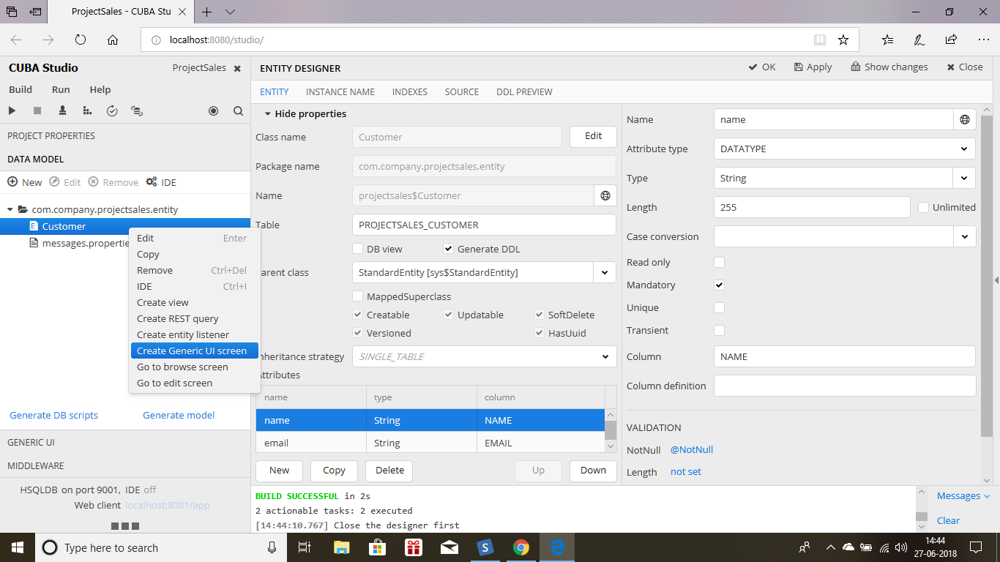 ProjectSales - CUBA Stu
localhost:8080/studio/
CUBA Studio
ProjectSales
Build Run Help
PROJECT PROPERTIES
DATA MODEL
New Edit Remove IDE
com.company.projectsales.entity
Customer
messages.propertie
Edit Enter
Copy
Remove Ctrl+Del
IDE Ctrl+I
Create view
Create REST query
Create entity listener
Create Generic UI screen
Go to browse screen
Go to edit screen
Generate DB scripts Generate model
GENERIC UI
MIDDLEWARE
HSQLDB on port 9001, IDE off
Web client localhost:8081/app
ENTITY DESIGNER
OK Apply Show changes Close
ENTITY INSTANCE NAME INDEXES SOURCE DDL PREVIEW
Hide properties
Class name Customer Edit
Package name com.company.projectsales.entity
Name projectsales$Customer
Table PROJECTSALES_CUSTOMER
DB view Generate DDL
arent class StandardEntity [sys$StandardEntity]
MappedSuperclass
Creatable Updatable SoftDelete
Versioned HasUuid
nheritance strategy SINGLE_TABLE
Attributes
name type column
name String NAME
email String EMAIL
New Copy Delete Up Down
Name name
Attribute type DATATYPE
Type String
Length 255 Unlimited
Case conversion
Read only
Mandatory
Unique
Transient
Column NAME
Column definition
VALIDATION
NotNull @NotNull
Length not set
BUILD SUCCESSFUL in 2s
2 actionable tasks: 2 executed
[14:44:10.767] Close the designer first
Messages
Clear
Type here to search
S
14:44
27-06-2018